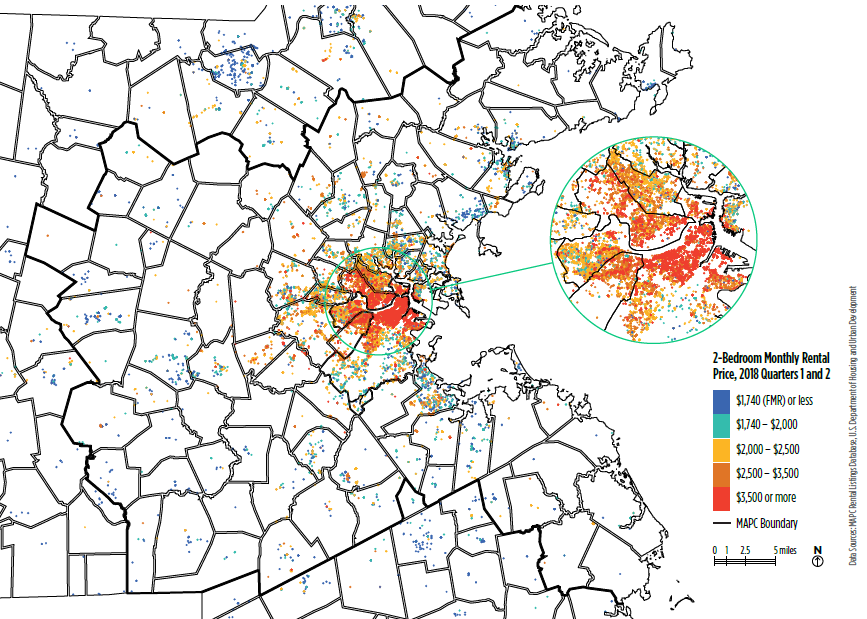 2-Bedroom Monthly Rental
Price, 2018 Quarters 1 and 2
$1,740 (FMR) or less
$1,740 – $2,000
$2,000 – $2,500
$2,500 – $3,500
$3,500 or more
MAPC Boundary
0 1 2.5 5 miles N
Data Sources: MAPC Rental Listings Database, U.S. Department of Housing and Urban Development